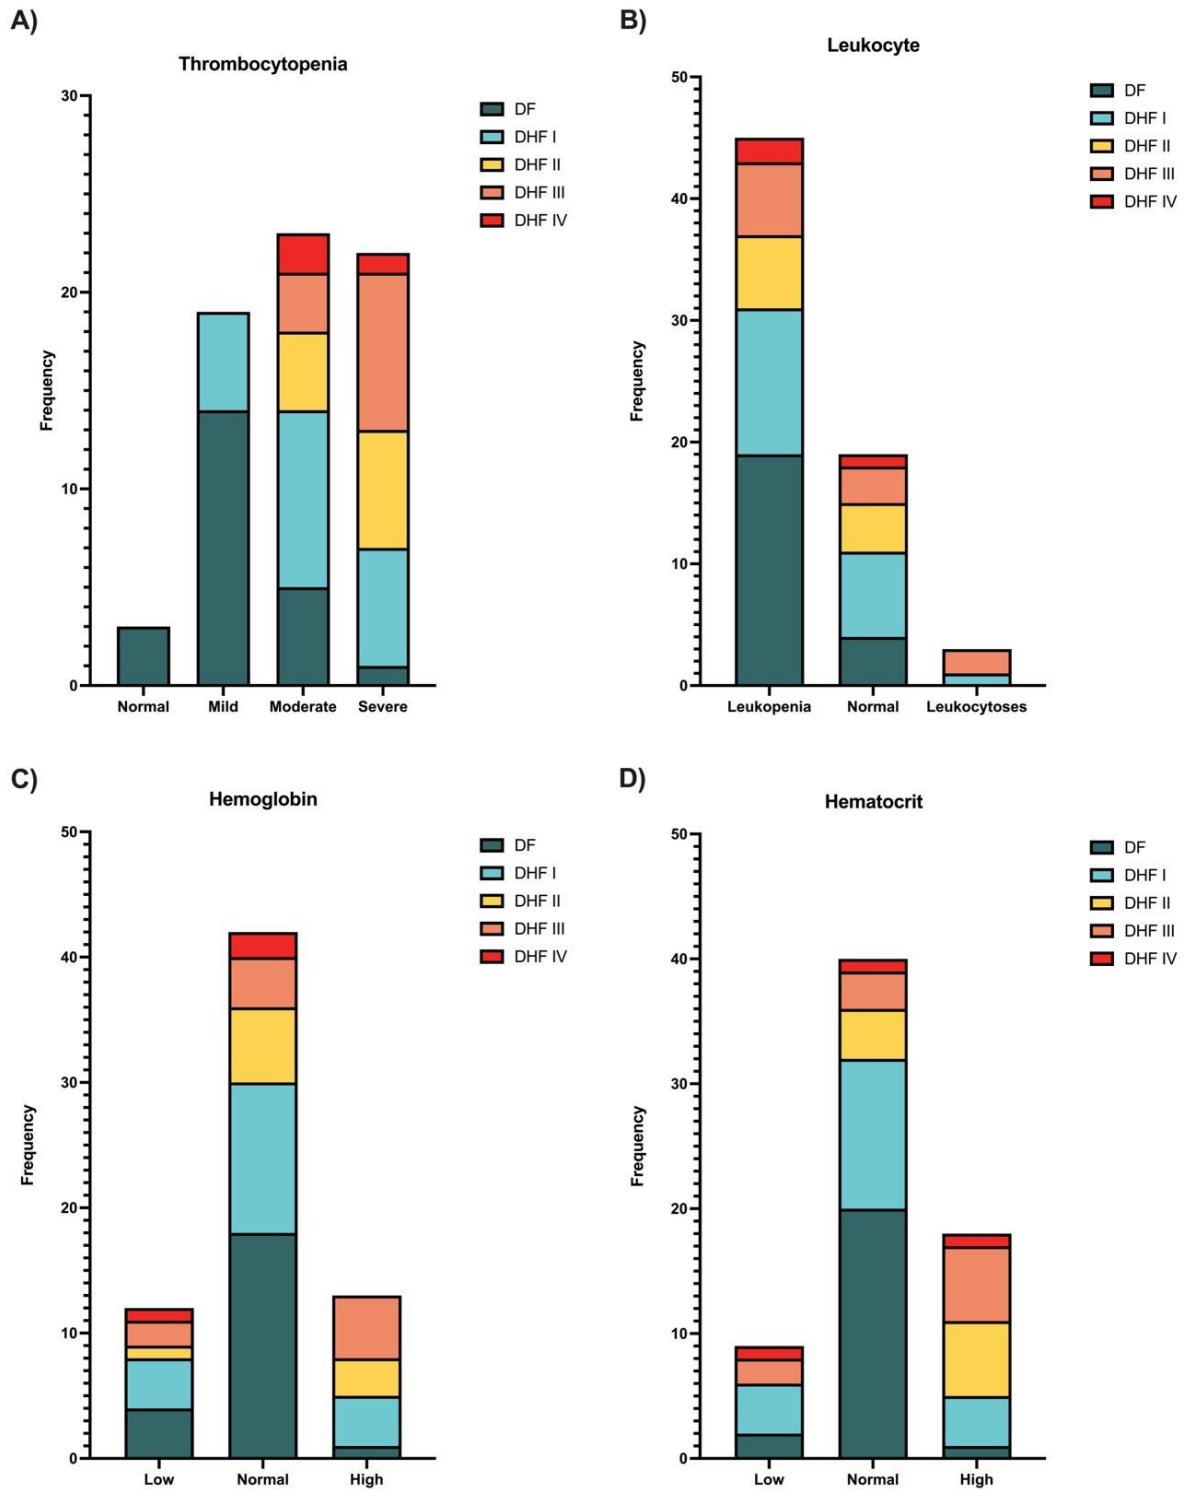 A)
Thrombocytopenia
30
20
10
0
Frequency
Normal Mild Moderate Severe
DF
DHF I
DHF II
DHF III
DHF IV
B)
Leukocyte
50
40
30
20
10
0
Frequency
Leukopenia Normal Leukocytoses
DF
DHF I
DHF II
DHF III
DHF IV
C)
Hemoglobin
50
40
30
20
10
0
Frequency
Low Normal High
DF
DHF I
DHF II
DHF III
DHF IV
D)
Hematocrit
50
40
30
20
10
0
Frequency
Low Normal High
DF
DHF I
DHF II
DHF III
DHF IV